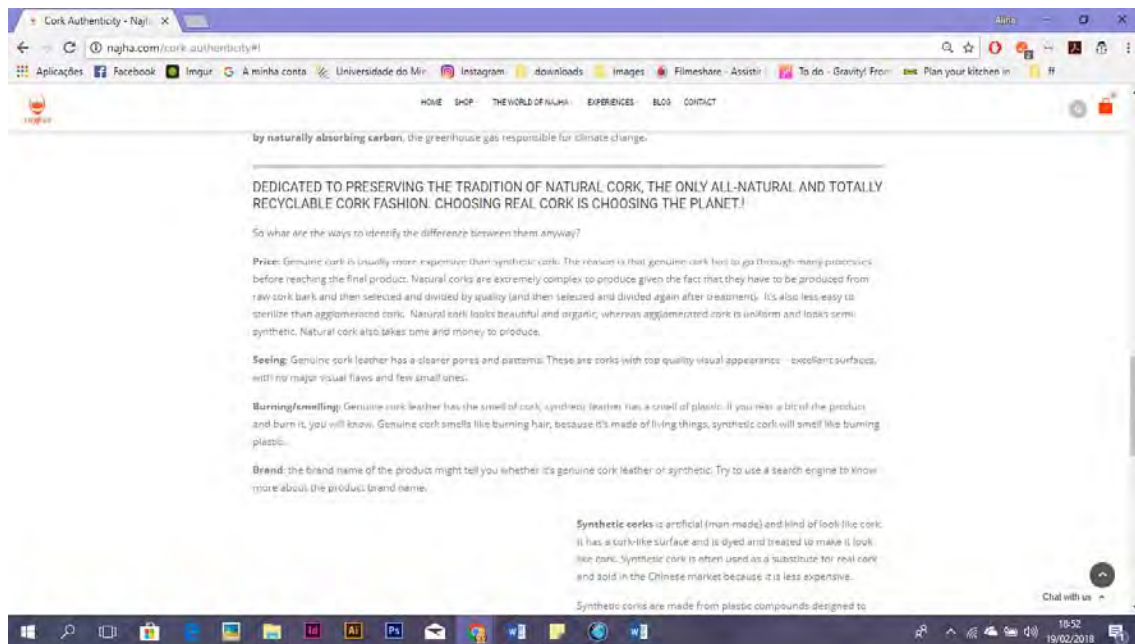 Cork Authenticity - Najh
Alina
najha.com/cork-authenticity#!
Aplicações Facebook Imgur A minha conta Universidade do Min Instagram downloads images Filmeshare - Assistir To do - Gravity! From Plan your kitchen in ff
HOME SHOP THE WORLD OF NAJHA EXPERIENCES BLOG CONTACT
by naturally absorbing carbon, the greenhouse gas responsible for climate change.
DEDICATED TO PRESERVING THE TRADITION OF NATURAL CORK, THE ONLY ALL-NATURAL AND TOTALLY
RECYCLABLE CORK FASHION. CHOOSING REAL CORK IS CHOOSING THE PLANET.!
So what are the ways to identify the difference between them anyway?
Price: Genuine cork is usually more expensive than synthetic cork. The reason is that genuine cork has to go through many processes
before reaching the final product. Natural corks are extremely complex to produce given the fact that they have to be produced from
raw cork bark and then selected and divided by quality (and then selected and divided again after treatment). It's also less easy to
sterilize than agglomerated cork. Natural cork looks beautiful and organic, whereas agglomerated cork is uniform and looks semi-
synthetic. Natural cork also takes time and money to produce.
Seeing: Genuine cork leather has a clearer pores and patterns. These are corks with top quality visual appearance – excellent surfaces,
with no major visual flaws and few small ones.
Burning/smelling: Genuine cork leather has the smell of cork, synthetic leather has a smell of plastic. If you tear a bit of the product
and burn it, you will know. Genuine cork smells like burning hair, because it's made of living things, synthetic cork will smell like burning
plastic.
Brand: the brand name of the product might tell you whether it's genuine cork leather or synthetic. Try to use a search engine to know
more about the product brand name.
Synthetic corks is artificial (man made) and kind of look like cork.
It has a cork-like surface and is dyed and treated to make it look
like cork. Synthetic cork is often used as a substitute for real cork
and sold in the Chinese market because it is less expensive.
Chat with us
Synthetic corks are made from plastic compounds designed to
Id Ai Ps
18:52
19/02/2018